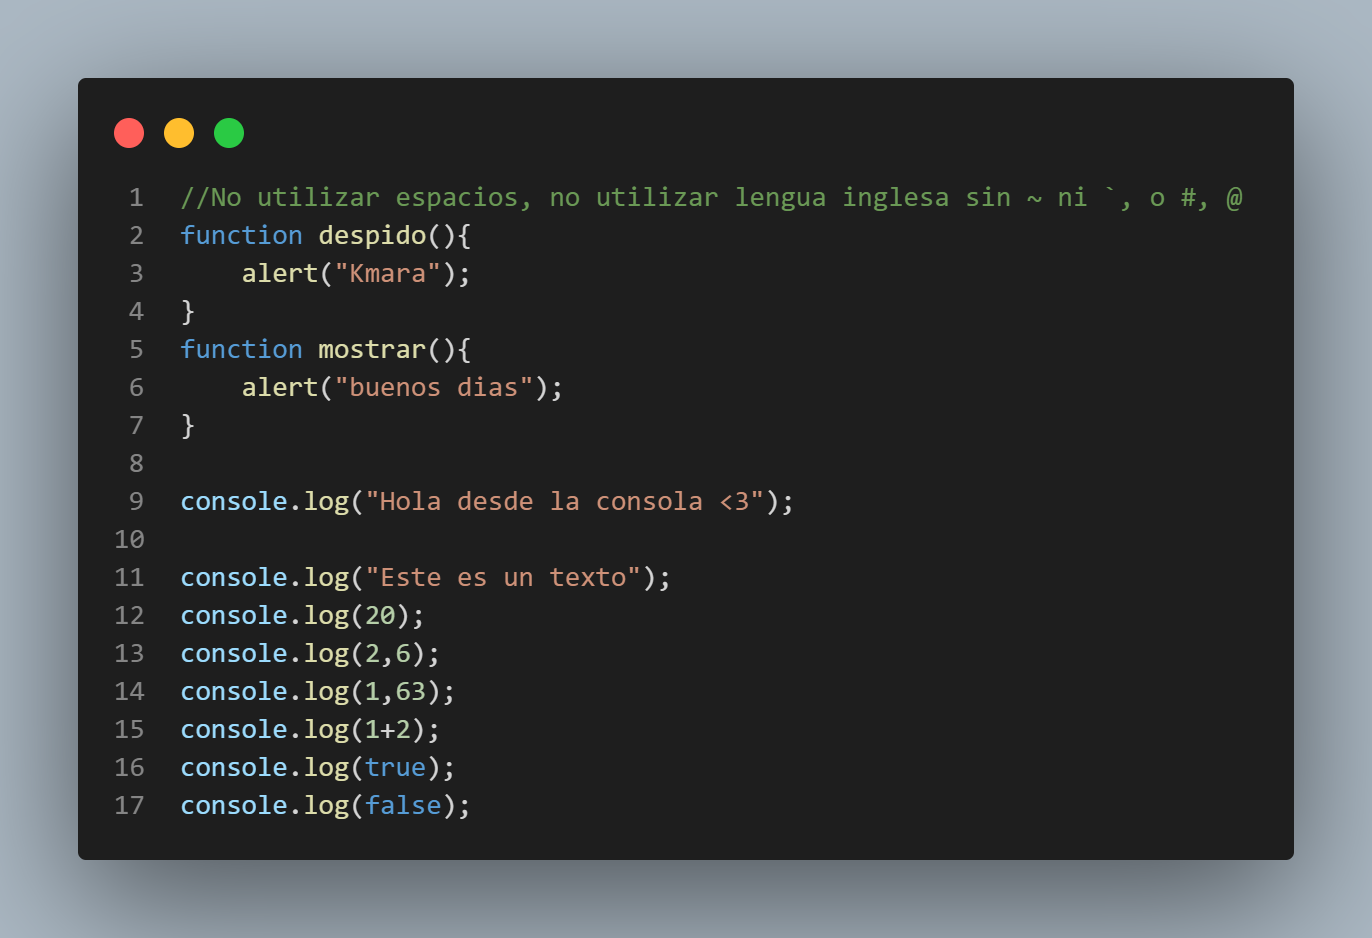 1 //No utilizar espacios, no utilizar lengua inglesa sin ~ ni `, o #, @
2 function despido(){
3     alert("Kmara");
4 }
5 function mostrar(){
6     alert("buenos dias");
7 }
8
9 console.log("Hola desde la consola <3");
10
11 console.log("Este es un texto");
12 console.log(20);
13 console.log(2,6);
14 console.log(1,63);
15 console.log(1+2);
16 console.log(true);
17 console.log(false);